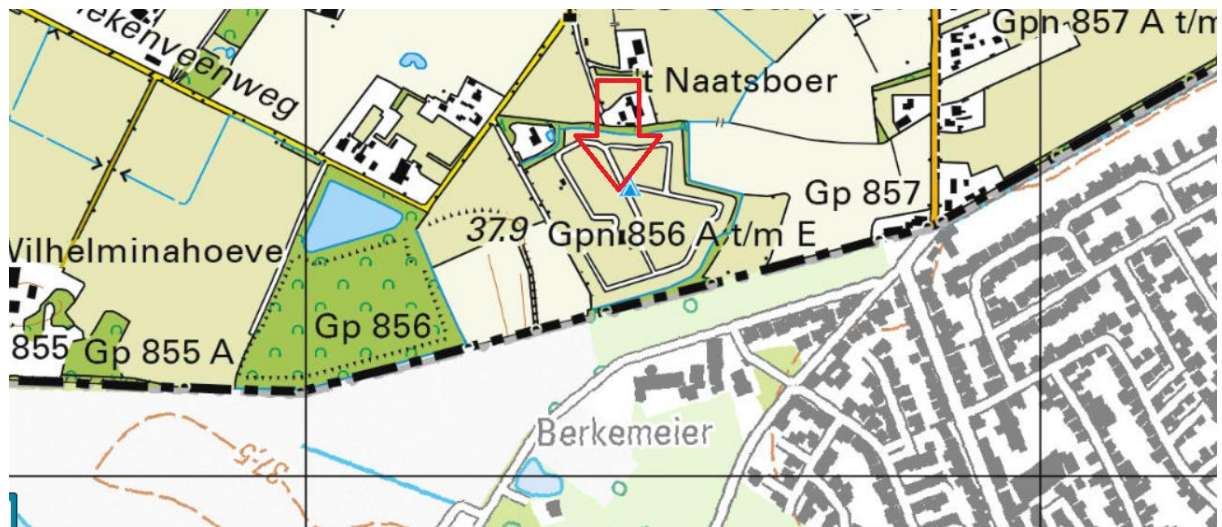 ekenveenweg
Gpn 857 A t/m
't Naatsboer
Gp 857
37.9
Gpn 856 A t/m E
Wilhelminahoeve
Gp 856
855
Gp 855 A
Berkemeier
37,5